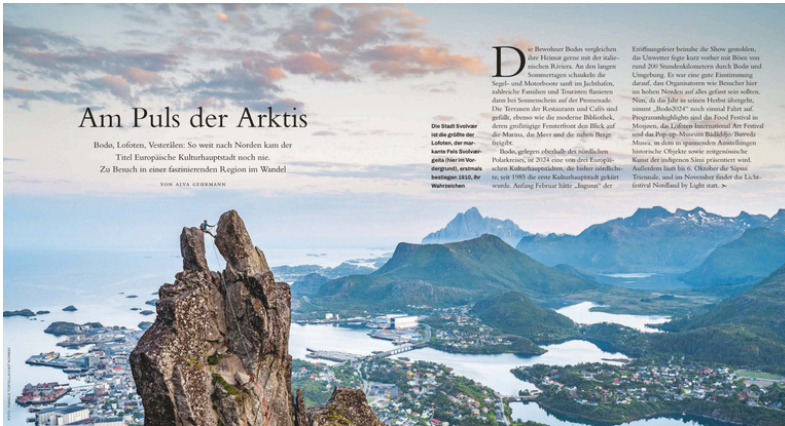 Am Puls der Arktis
Bodø, Lofoten, Vesterålen: So weit nach Norden kam der
Titel Europäische Kulturhauptstadt noch nie.
Zu Besuch in einer faszinierenden Region im Wandel
VON ALVA GEHRMANN
Die Stadt Svolvær
ist die größte der
Lofoten, der mar-
kante Fels Svolvær-
geita (hier im Vor-
dergrund), erstmals
bestiegen 1910, ihr
Wahrzeichen
Die Bewohner Bodøs vergleichen
ihre Heimat gerne mit der italie-
nischen Riviera. An den langen
Sommertagen schaukeln die
Segel- und Motorboote sanft im Jachthafen,
zahlreiche Familien und Touristen flanieren
dann bei Sonnenschein auf der Promenade.
Die Terrassen der Restaurants und Cafés sind
gefüllt, ebenso wie die moderne Bibliothek,
deren großzügige Fensterfront den Blick auf
die Marina, das Meer und die nahen Berge
freigibt.
Bodø, gelegen oberhalb des nördlichen
Polarkreises, ist 2024 eine von drei Europäi-
schen Kulturhauptstädten, die bisher nördlichs-
te, seit 1985 die erste Kulturhauptstadt gekürt
wurde. Anfang Februar hätte „Ingunn“ der
Eröffnungsfeier beinahe die Show gestohlen,
das Unwetter fegte kurz vorher mit Böen von
rund 200 Stundenkilometern durch Bodø und
Umgebung. Es war eine gute Einstimmung
darauf, dass Organisatoren wie Besucher hier
im hohen Norden auf alles gefasst sein sollten.
Nun, da das Jahr in seinen Herbst übergeht,
nimmt „Bodø2024“ noch einmal Fahrt auf.
Programmhighlights sind das Food Festival in
Mosjøen, das Lofoten International Art Festival
und das Pop-up-Museum Bådåddjo Buresti
Musea, in dem in spannenden Ausstellungen
historische Objekte sowie zeitgenössische
Kunst der indigenen Sámi präsentiert wird.
Außerdem läuft bis 6. Oktober die Sápmi
Triennale, und im November findet das Licht-
festival Nordland by Light statt. >